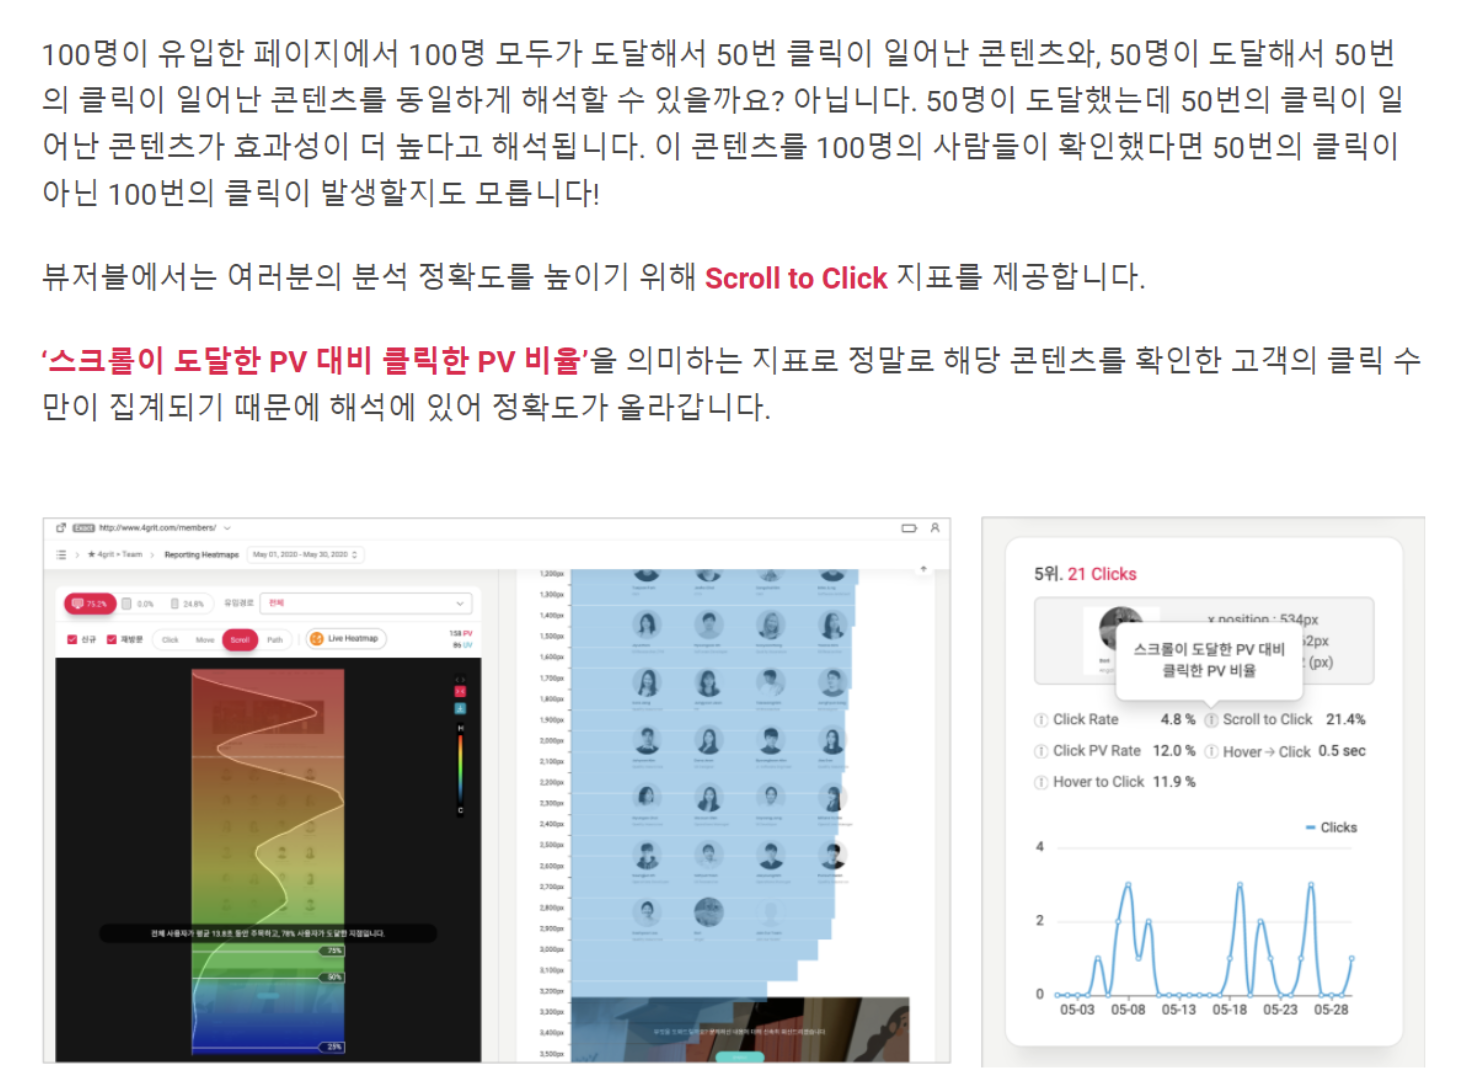 100명이 유입한 페이지에서 100명 모두가 도달해서 50번 클릭이 일어난 콘텐츠와, 50명이 도달해서 50번
의 클릭이 일어난 콘텐츠를 동일하게 해석할 수 있을까요? 아닙니다. 50명이 도달했는데 50번의 클릭이 일
어난 콘텐츠가 효과성이 더 높다고 해석됩니다. 이 콘텐츠를 100명의 사람들이 확인했다면 50번의 클릭이
아닌 100번의 클릭이 발생할지도 모릅니다!
뷰저블에서는 여러분의 분석 정확도를 높이기 위해 Scroll to Click 지표를 제공합니다.
‘스크롤이 도달한 PV 대비 클릭한 PV 비율’을 의미하는 지표로 정말로 해당 콘텐츠를 확인한 고객의 클릭 수
만이 집계되기 때문에 해석에 있어 정확도가 올라갑니다.
Exact http://www.4grit.com/members/
★ 4grit + Team > Reporting Heatmaps May 01, 2020 - May 30, 2020
75.2% 0.0% 24.8% 유입경로 전체
신규 재방문 Click Move Scroll Path Live Heatmap
158 PV
86 UV
H
C
전체 사용자가 평균 13.8초 동안 주목하고, 78% 사용자가 도달한 지점입니다.
75%
50%
25%
1,200px
1,300px
1,400px
1,500px
1,600px
1,700px
1,800px
1,900px
2,000px
2,100px
2,200px
2,300px
2,400px
2,500px
2,600px
2,700px
2,800px
2,900px
3,000px
3,100px
3,200px
3,300px
3,400px
3,500px
5위. 21 Clicks
x position : 534px
52px
(px)
스크롤이 도달한 PV 대비
클릭한 PV 비율
Click Rate 4.8 % Scroll to Click 21.4%
Click PV Rate 12.0 % Hover → Click 0.5 sec
Hover to Click 11.9 %
Clicks
4
2
0
05-03 05-08 05-13 05-18 05-23 05-28